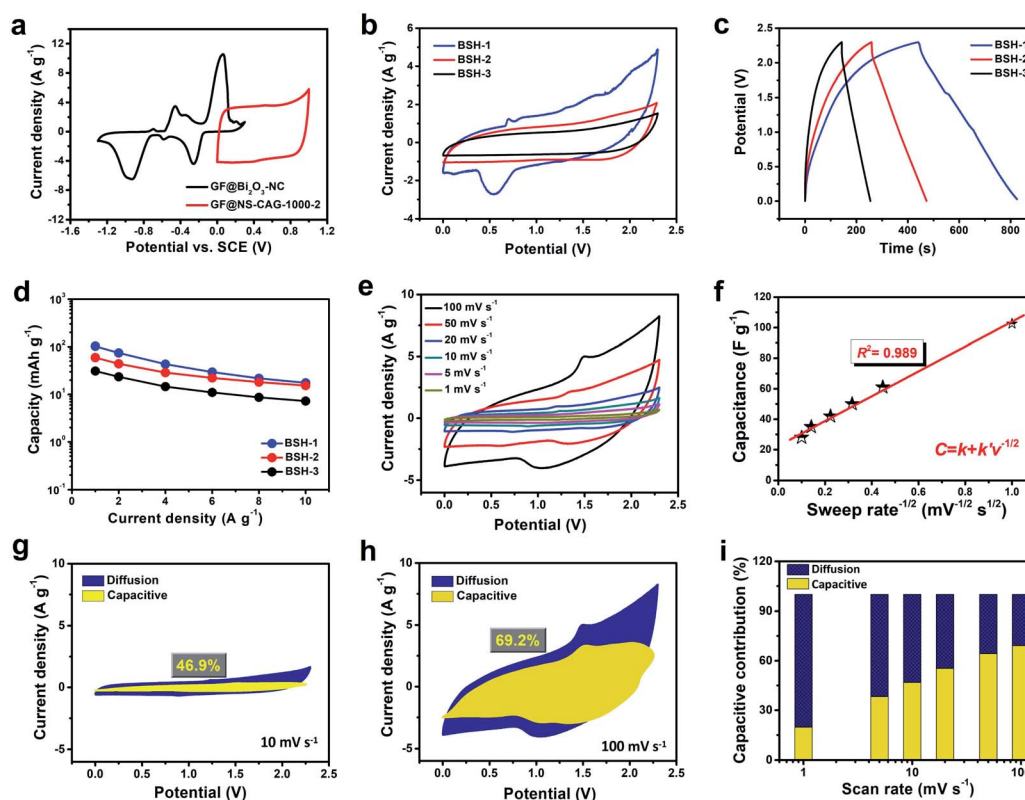 a
Current density (A g⁻¹)
12
8
4
0
-4
-8
-12
-1.6
-1.2
-0.8
-0.4
0.0
0.4
0.8
1.2
GF@Bi₂O₃-NC
GF@NS-CAG-1000-2
Potential vs. SCE (V)
b
Current density (A g⁻¹)
6
4
2
0
-2
-4
0.0
0.5
1.0
1.5
2.0
2.5
BSH-1
BSH-2
BSH-3
Potential (V)
c
Potential (V)
2.5
2.0
1.5
1.0
0.5
0.0
0
200
400
600
800
BSH-1
BSH-2
BSH-3
Time (s)
d
Capacity (mAh g⁻¹)
10³
10²
10¹
10⁰
10⁻¹
0
2
4
6
8
10
BSH-1
BSH-2
BSH-3
Current density (A g⁻¹)
e
Current density (A g⁻¹)
10
5
0
-5
0.0
0.5
1.0
1.5
2.0
2.5
100 mV s⁻¹
50 mV s⁻¹
20 mV s⁻¹
10 mV s⁻¹
5 mV s⁻¹
1 mV s⁻¹
Potential (V)
f
Capacitance (F g⁻¹)
120
100
80
60
40
20
0
0.0
0.2
0.4
0.6
0.8
1.0
R²= 0.989
C=k+k'v⁻¹/²
Sweep rate⁻¹/² (mV⁻¹/² s¹/²)
g
Current density (A g⁻¹)
10
5
0
-5
0.0
0.5
1.0
1.5
2.0
2.5
Diffusion
Capacitive
46.9%
10 mV s⁻¹
Potential (V)
h
Current density (A g⁻¹)
10
5
0
-5
0.0
0.5
1.0
1.5
2.0
2.5
Diffusion
Capacitive
69.2%
100 mV s⁻¹
Potential (V)
i
Capacitive contribution (%)
120
90
60
30
0
1
10
Diffusion
Capacitive
Scan rate (mV s⁻¹)